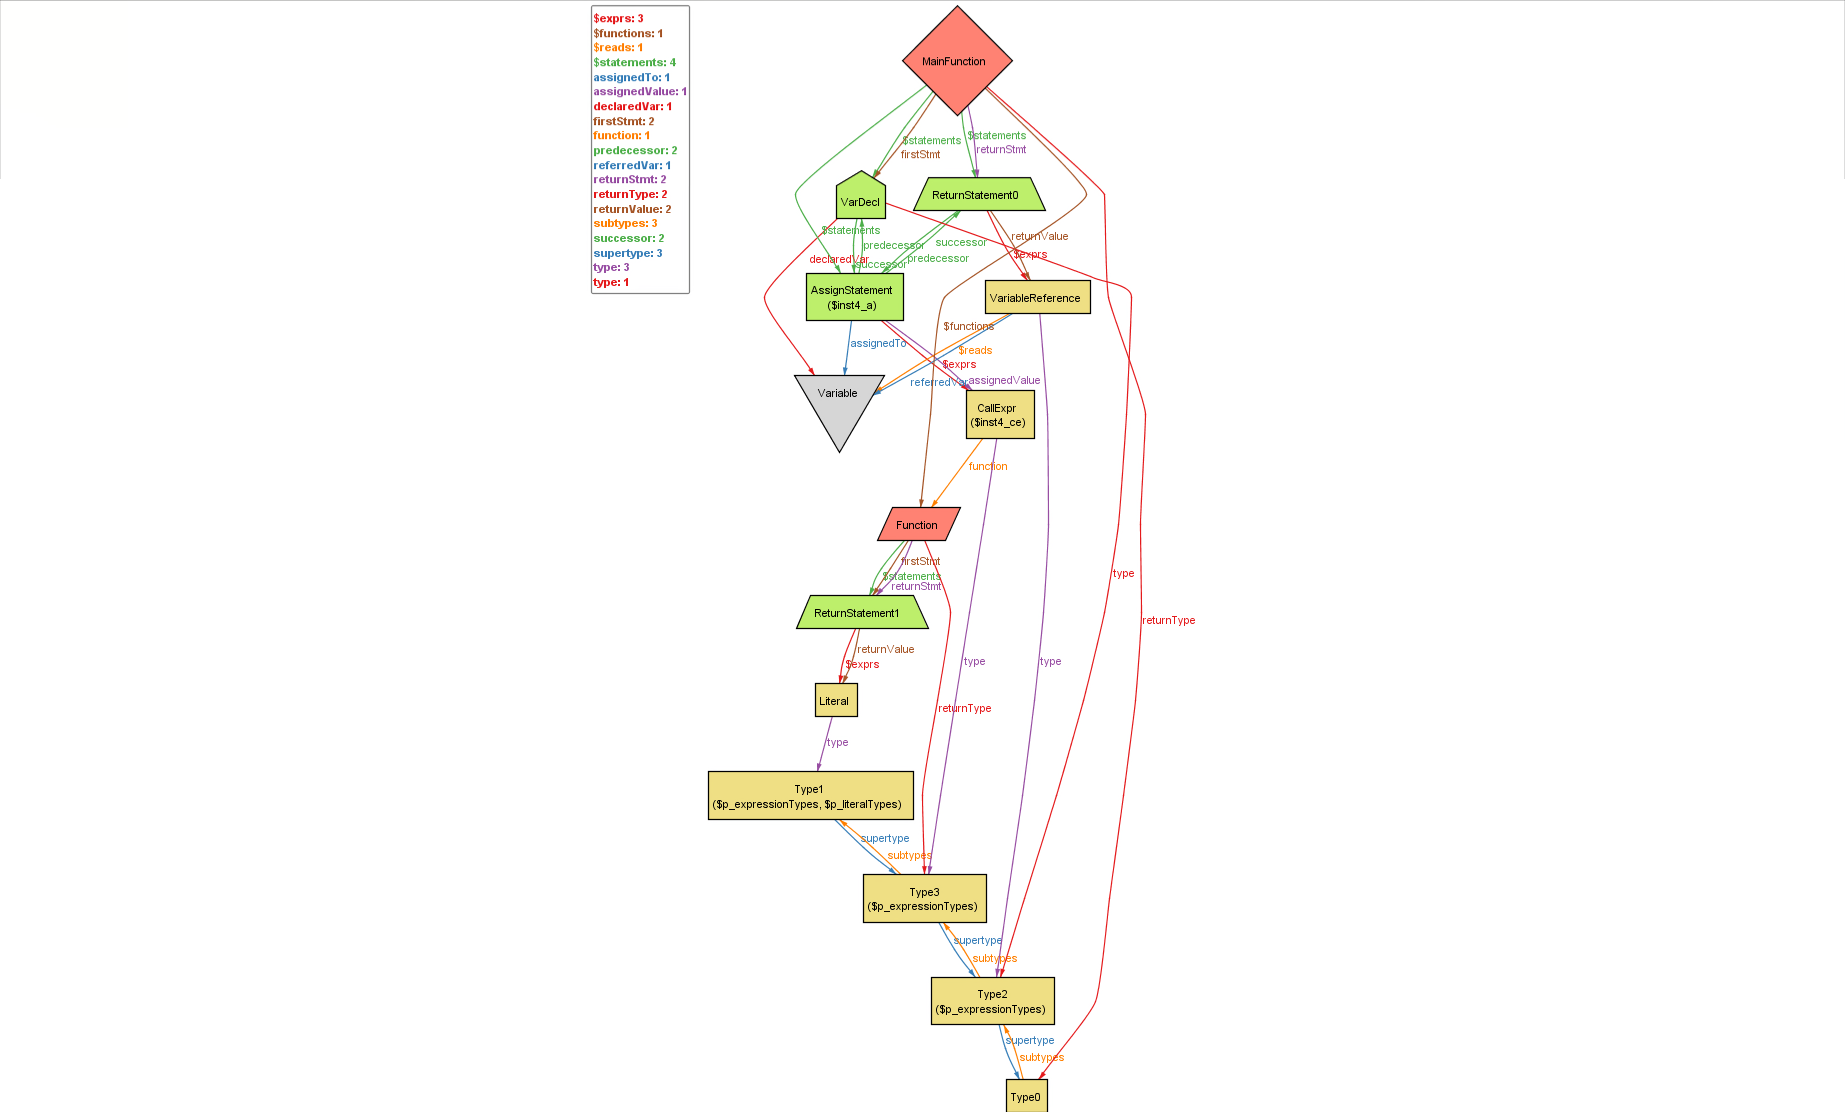 $exprs: 3
$functions: 1
$reads: 1
$statements: 4
assignedTo: 1
assignedValue: 1
declaredVar: 1
firstStmt: 2
function: 1
predecessor: 2
referredVar: 1
returnStmt: 2
returnType: 2
returnValue: 2
subtypes: 3
successor: 2
supertype: 3
type: 3
type: 1
MainFunction
$statements
$statements
firstStmt
returnStmt
VarDecl
ReturnStatement0
$statements
predecessor
successor
returnValue
declaredVar
successor
predecessor
$exprs
AssignStatement
($inst4_a)
VariableReference
$functions
assignedTo
$reads
$exprs
referredVar
assignedValue
Variable
CallExpr
($inst4_ce)
function
Function
firstStmt
$statements
returnStmt
type
ReturnStatement1
returnType
returnValue
$exprs
type
type
Literal
returnType
type
Type1
($p_expressionTypes, $p_literalTypes)
supertype
subtypes
Type3
($p_expressionTypes)
supertype
subtypes
Type2
($p_expressionTypes)
supertype
subtypes
Type0